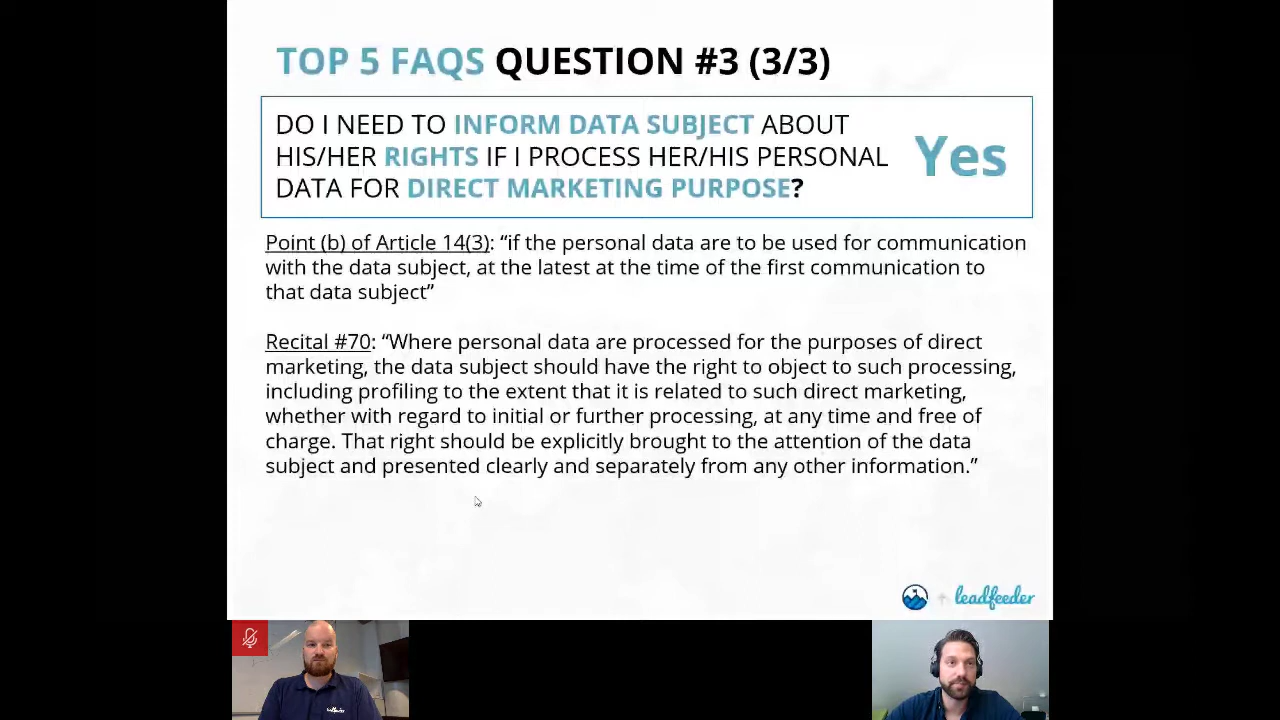 TOP 5 FAQS QUESTION #3 (3/3)
DO I NEED TO INFORM DATA SUBJECT ABOUT
HIS/HER RIGHTS IF I PROCESS HER/HIS PERSONAL
DATA FOR DIRECT MARKETING PURPOSE?
Yes
Point (b) of Article 14(3): “if the personal data are to be used for communication
with the data subject, at the latest at the time of the first communication to
that data subject”
Recital #70: “Where personal data are processed for the purposes of direct
marketing, the data subject should have the right to object to such processing,
including profiling to the extent that it is related to such direct marketing,
whether with regard to initial or further processing, at any time and free of
charge. That right should be explicitly brought to the attention of the data
subject and presented clearly and separately from any other information.”
+ leadfeeder